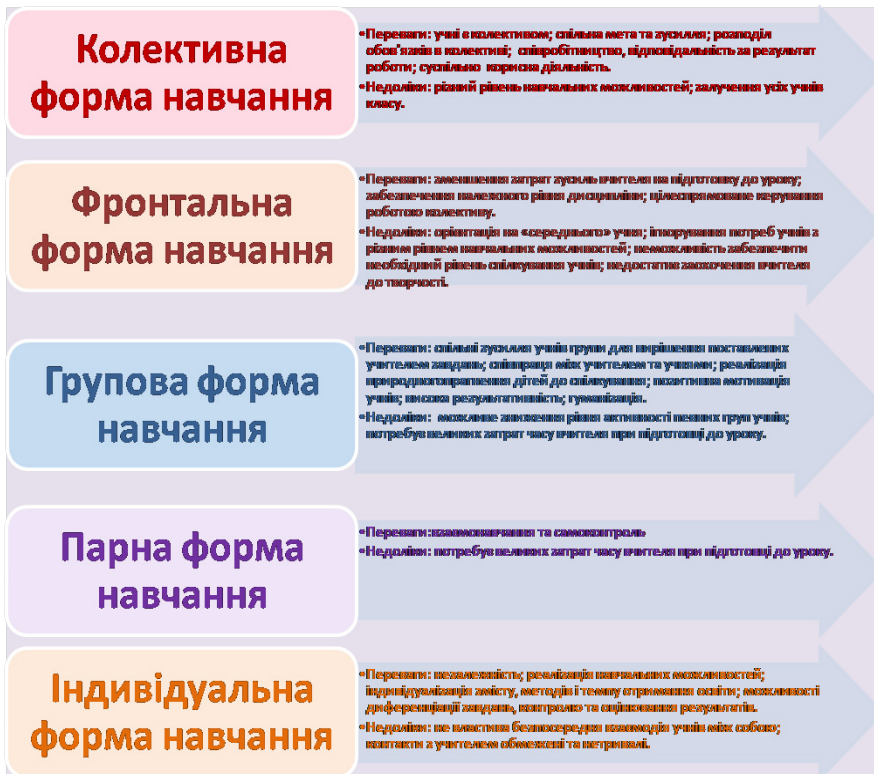 Колективна
форма навчання
•Переваги: учні є колективом; спільна мета та зусилля; розподіл
обов'язків в колективі; співробітництво, відповідальність за результат
роботи; суспільно корисна діяльність.
•Недоліки: різний рівень навчальних можливостей; залучення усіх учнів
класу.
Фронтальна
форма навчання
•Переваги: зменшення затрат зусиль вчителя на підготовку до уроку;
забезпечення належного рівня дисципліни; цілеспрямоване керування
роботою колективу.
•Недоліки: орієнтація на «середнього» учня; ігнорування потреб учнів з
різним рівнем навчальних можливостей; неможливість забезпечити
необхідний рівень спілкування учнів; недостатнє заохочення вчителя
до творчості.
Групова форма
навчання
•Переваги: спільні зусилля учнів групи для вирішення поставлених
учителем завдань; співпраця між учителем та учнями; реалізація
природногопрагнення дітей до спілкування; позитивна мотивація
учнів; висока результативність; гуманізація.
•Недоліки: можливе зниження рівня активності певних груп учнів;
потребує великих затрат часу вчителя при підготовці до уроку.
Парна форма
навчання
•Переваги:взаємонавчання та самоконтроль
•Недоліки: потребує великих затрат часу вчителя при підготовці до уроку.
Індивідуальна
форма навчання
•Переваги: незалежність; реалізація навчальних можливостей;
індивідуалізація змісту, методів і темпу отримання освіти; можливості
диференціації завдань, контролю та оцінювання результатів.
•Недоліки: не властива безпосередня взаємодія учнів між собою;
контакти з учителем обмежені та нетривалі.